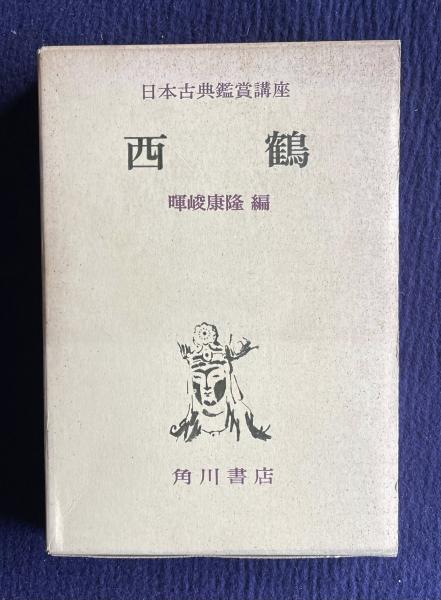 日本古典鑑賞講座
西鶴
暉峻康隆 編
角川書店